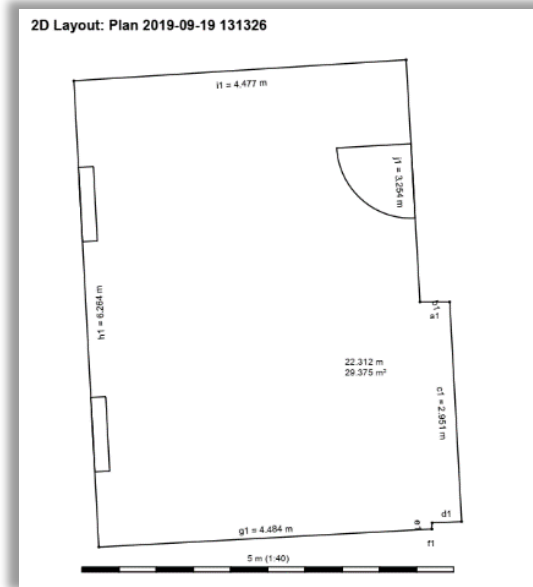 2D Layout: Plan 2019-09-19 131326
i1 = 4.477 m
j1 = 3.254 m
h1 = 6.264 m
a1
22.312 m
29.375 m²
c1 = 2.951 m
d1
e1
g1 = 4.484 m
f1
5 m (1:40)